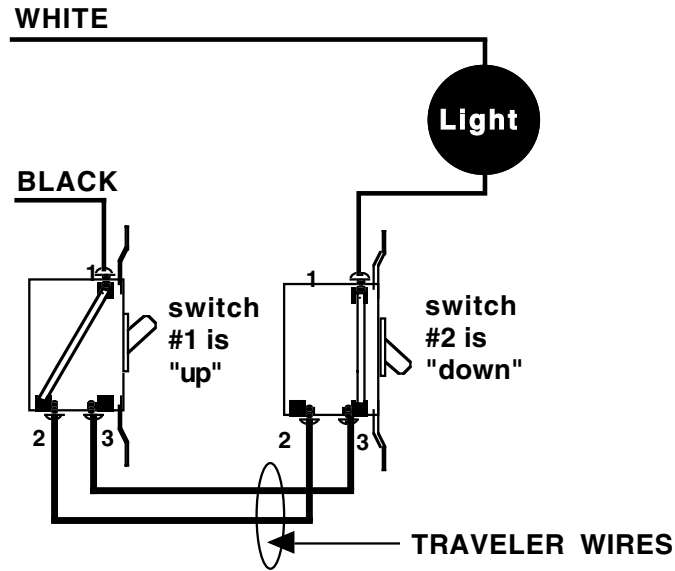 WHITE
Light
BLACK
1
switch
#1 is
"up"
2
3
1
switch
#2 is
"down"
2
3
TRAVELER WIRES